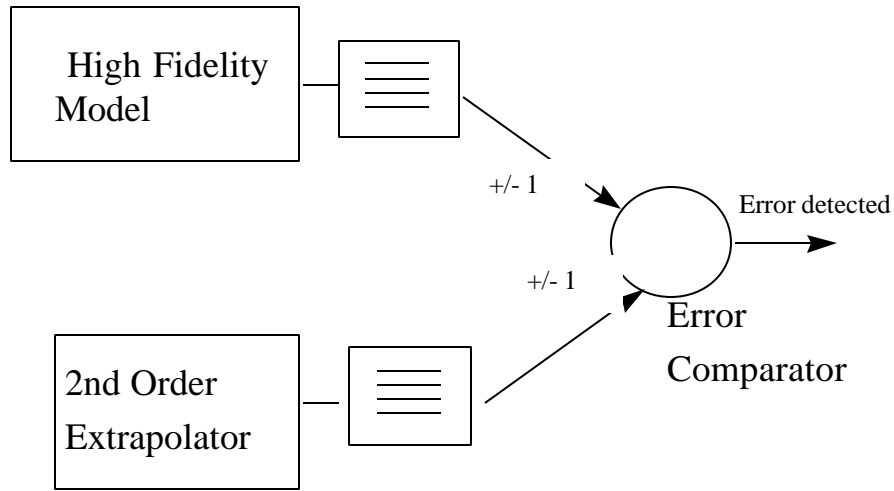 High Fidelity
Model
+/- 1
Error detected
+/- 1
Error
Comparator
2nd Order
Extrapolator